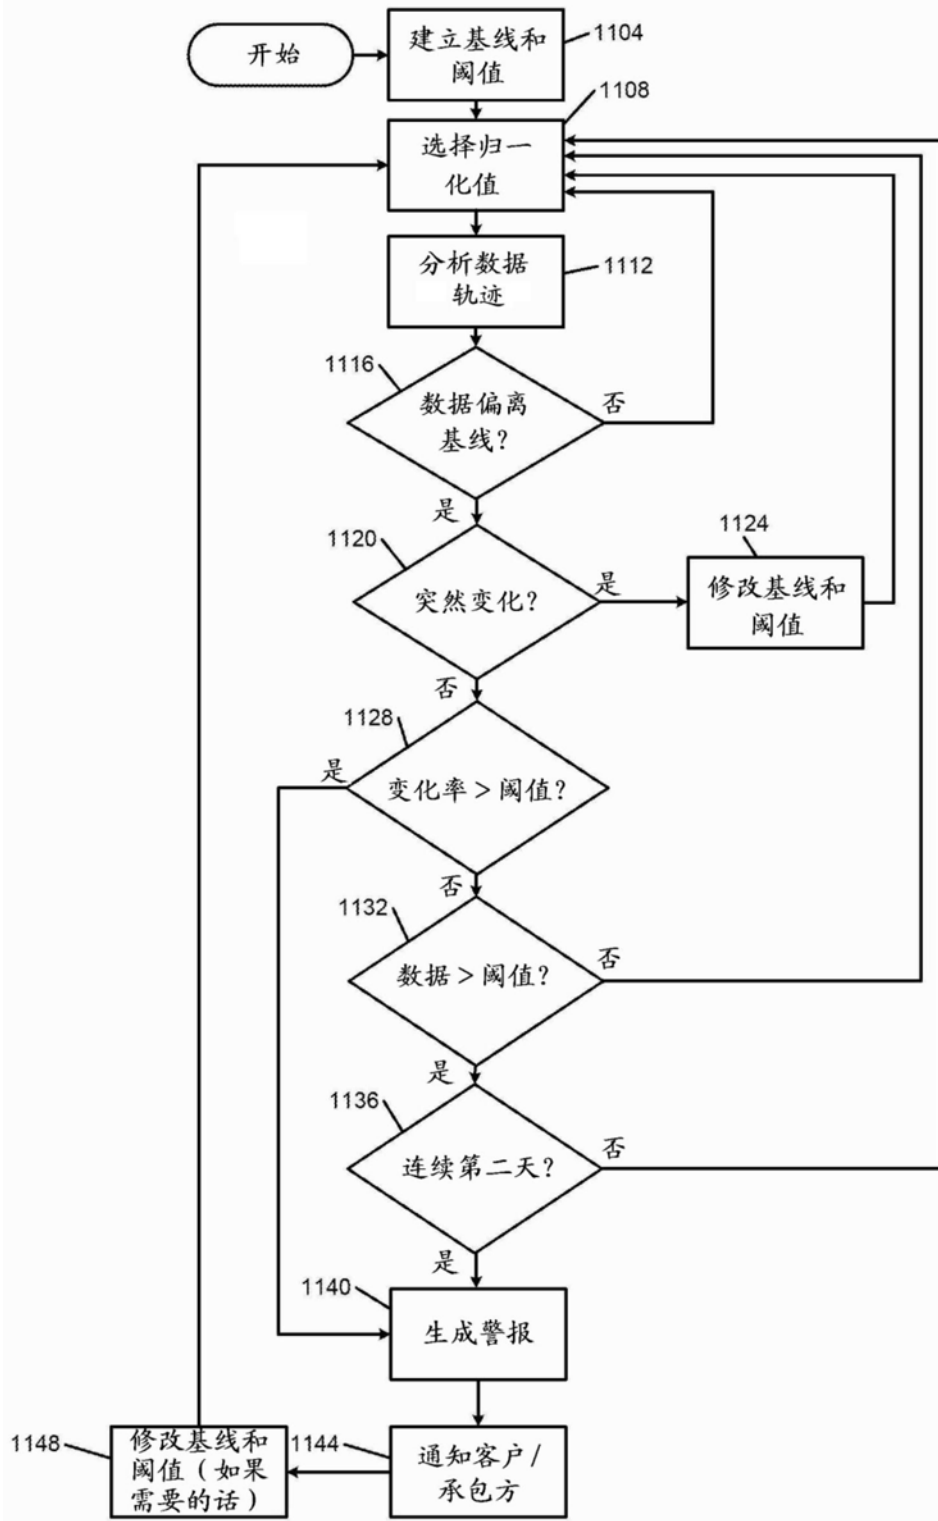 开始
建立基线和
阈值
1104
1108
选择归一
化值
分析数据
轨迹
1112
1116
数据偏离
基线?
否
是
1120
突然变化?
是
1124
修改基线和
阈值
否
1128
是
变化率 > 阈值?
否
1132
数据 > 阈值?
否
是
1136
连续第二天?
否
是
1140
生成警报
1148
修改基线和
阈值（如果
需要的话）
1144
通知客户/
承包方